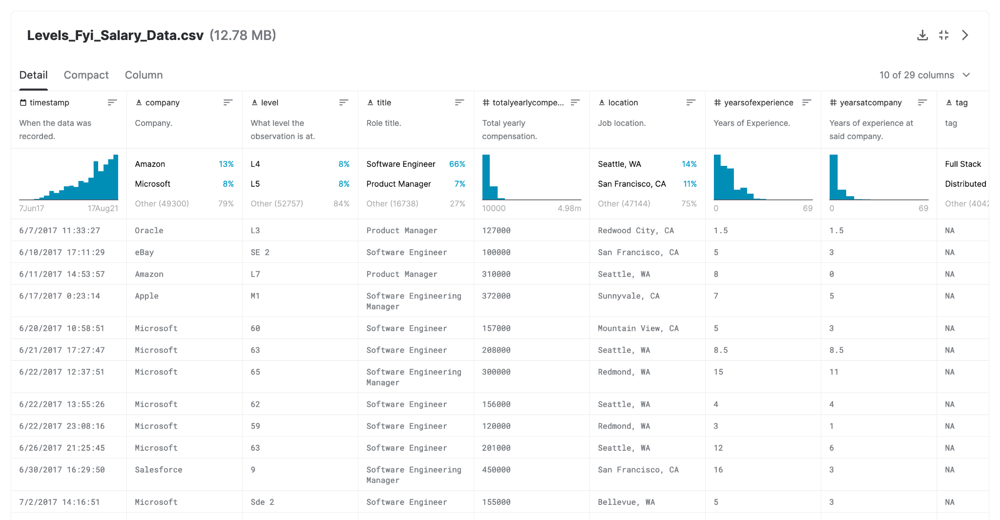 Levels_Fyi_Salary_Data.csv (12.78 MB)
Detail Compact Column 10 of 29 columns
timestamp company level title totalyearlycompe... location yearsofexperience yearsatcompany tag
When the data was Company. What level the Role title. Total yearly Job location. Years of Experience. Years of experience at tag
recorded. observation is at. compensation. said company.
Amazon 13% L4 8% Software Engineer 66% Seattle, WA 14% Full Stack
Microsoft 8% L5 8% Product Manager 7% San Francisco, CA 11% Distributed
Other (49300) 79% Other (52757) 84% Other (16738) 27% Other (47144) 75% Other (4042
7Jun17 17Aug21 10000 4.98m 0 69 0 69
6/7/2017 11:33:27 Oracle L3 Product Manager 127000 Redwood City, CA 1.5 1.5 NA
6/10/2017 17:11:29 eBay SE 2 Software Engineer 100000 San Francisco, CA 5 3 NA
6/11/2017 14:53:57 Amazon L7 Product Manager 310000 Seattle, WA 8 0 NA
6/17/2017 0:23:14 Apple M1 Software Engineering 372000 Sunnyvale, CA 7 5 NA
Manager
6/20/2017 10:58:51 Microsoft 60 Software Engineer 157000 Mountain View, CA 5 3 NA
6/21/2017 17:27:47 Microsoft 63 Software Engineer 208000 Seattle, WA 8.5 8.5 NA
6/22/2017 12:37:51 Microsoft 65 Software Engineering 300000 Redmond, WA 15 11 NA
Manager
6/22/2017 13:55:26 Microsoft 62 Software Engineer 156000 Seattle, WA 4 4 NA
6/22/2017 23:08:16 Microsoft 59 Software Engineer 120000 Redmond, WA 3 1 NA
6/26/2017 21:25:45 Microsoft 63 Software Engineer 201000 Seattle, WA 12 6 NA
6/30/2017 16:29:50 Salesforce 9 Software Engineering 450000 San Francisco, CA 16 3 NA
Manager
7/2/2017 14:16:51 Microsoft Sde 2 Software Engineer 155000 Bellevue, WA 5 3 NA